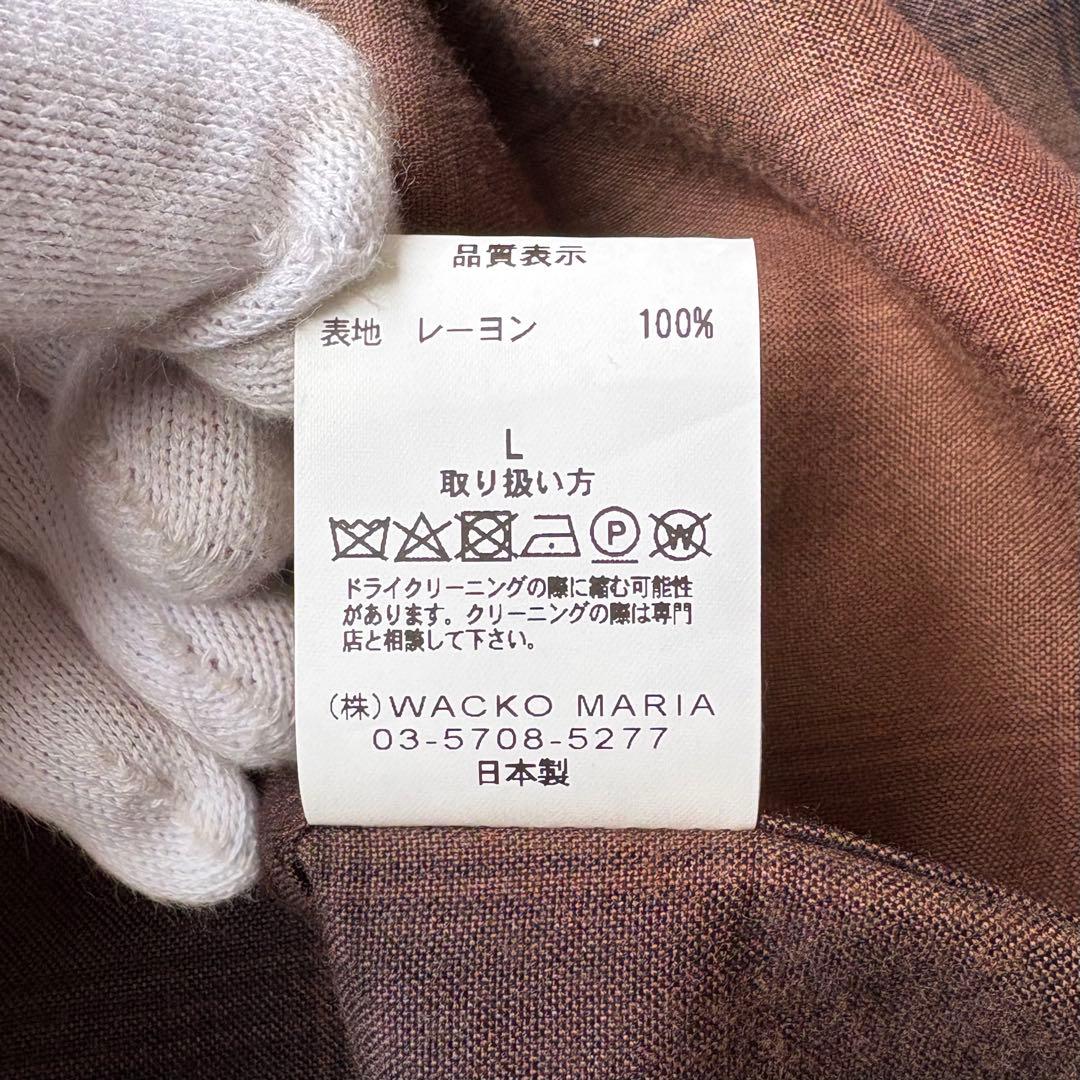 品質表示
表地 レーヨン 100%
L
取り扱い方
P W
ドライクリーニングの際に縮む可能性
があります。クリーニングの際は専門
店と相談して下さい。
(株)WACKO MARIA
03-5708-5277
日本製